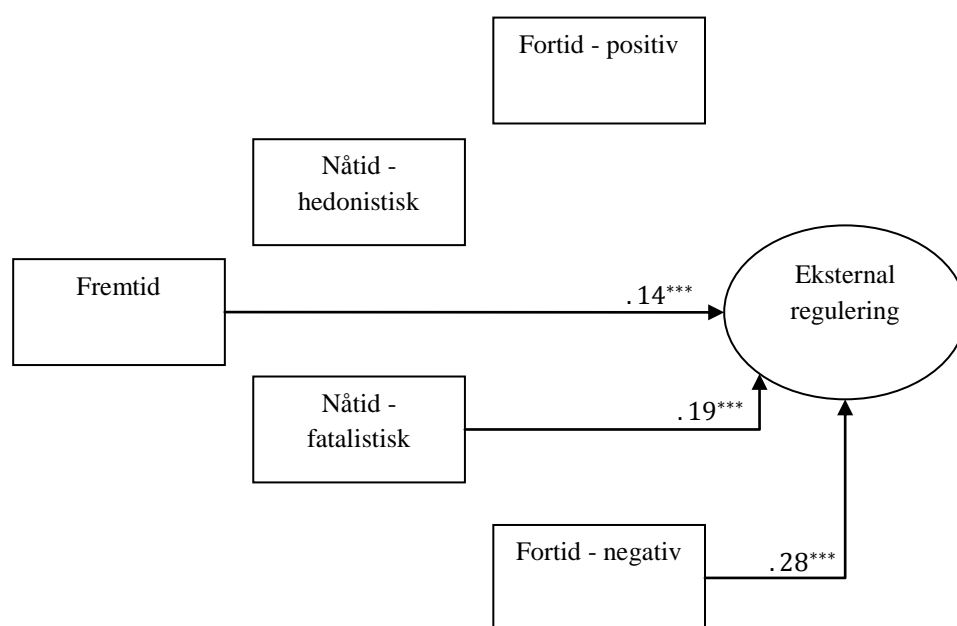 Fortid - positiv
Nåtid -
hedonistisk
Fremtid
.14***
Eksternal
regulering
Nåtid -
fatalistisk
.19***
Fortid - negativ
.28***